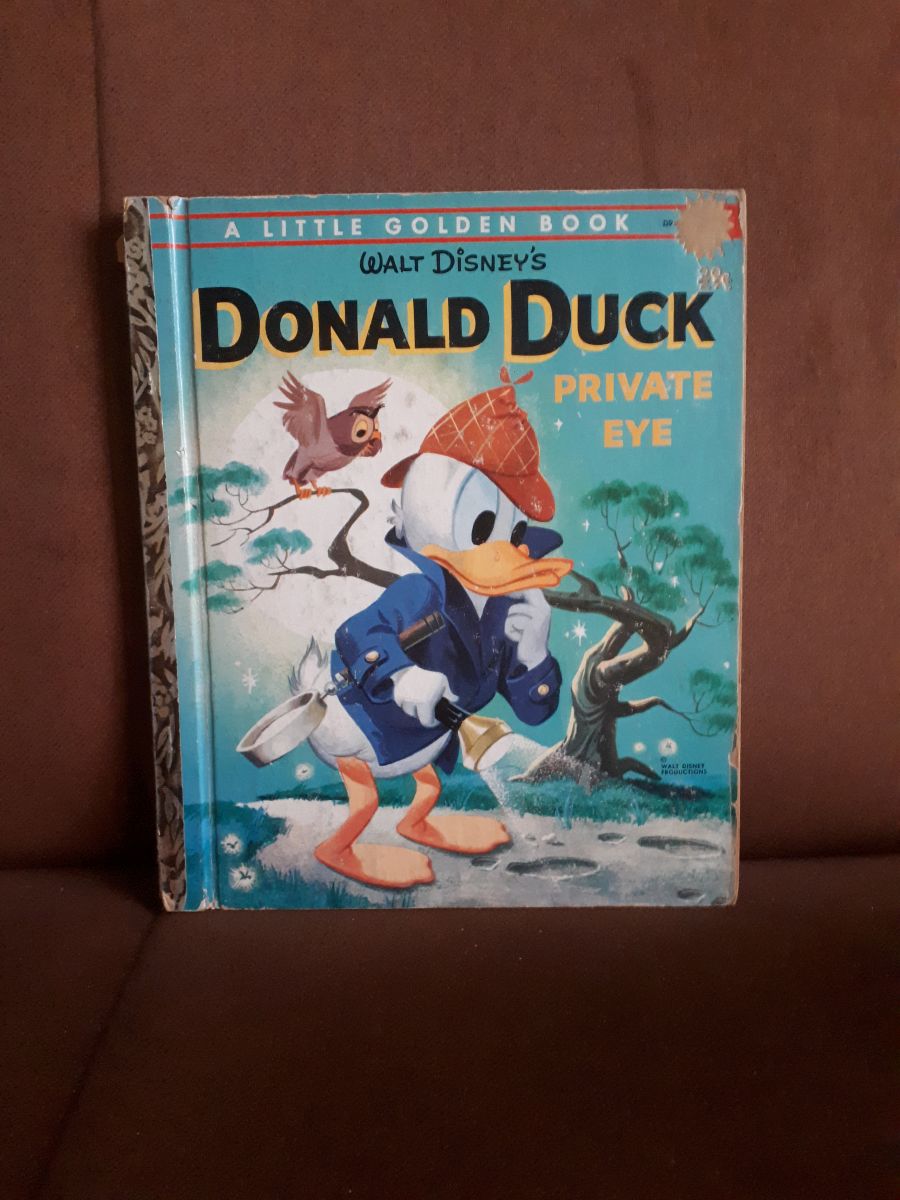 A LITTLE GOLDEN BOOK
WALT DISNEY'S
DONALD DUCK
PRIVATE
EYE
©
WALT DISNEY
PRODUCTIONS